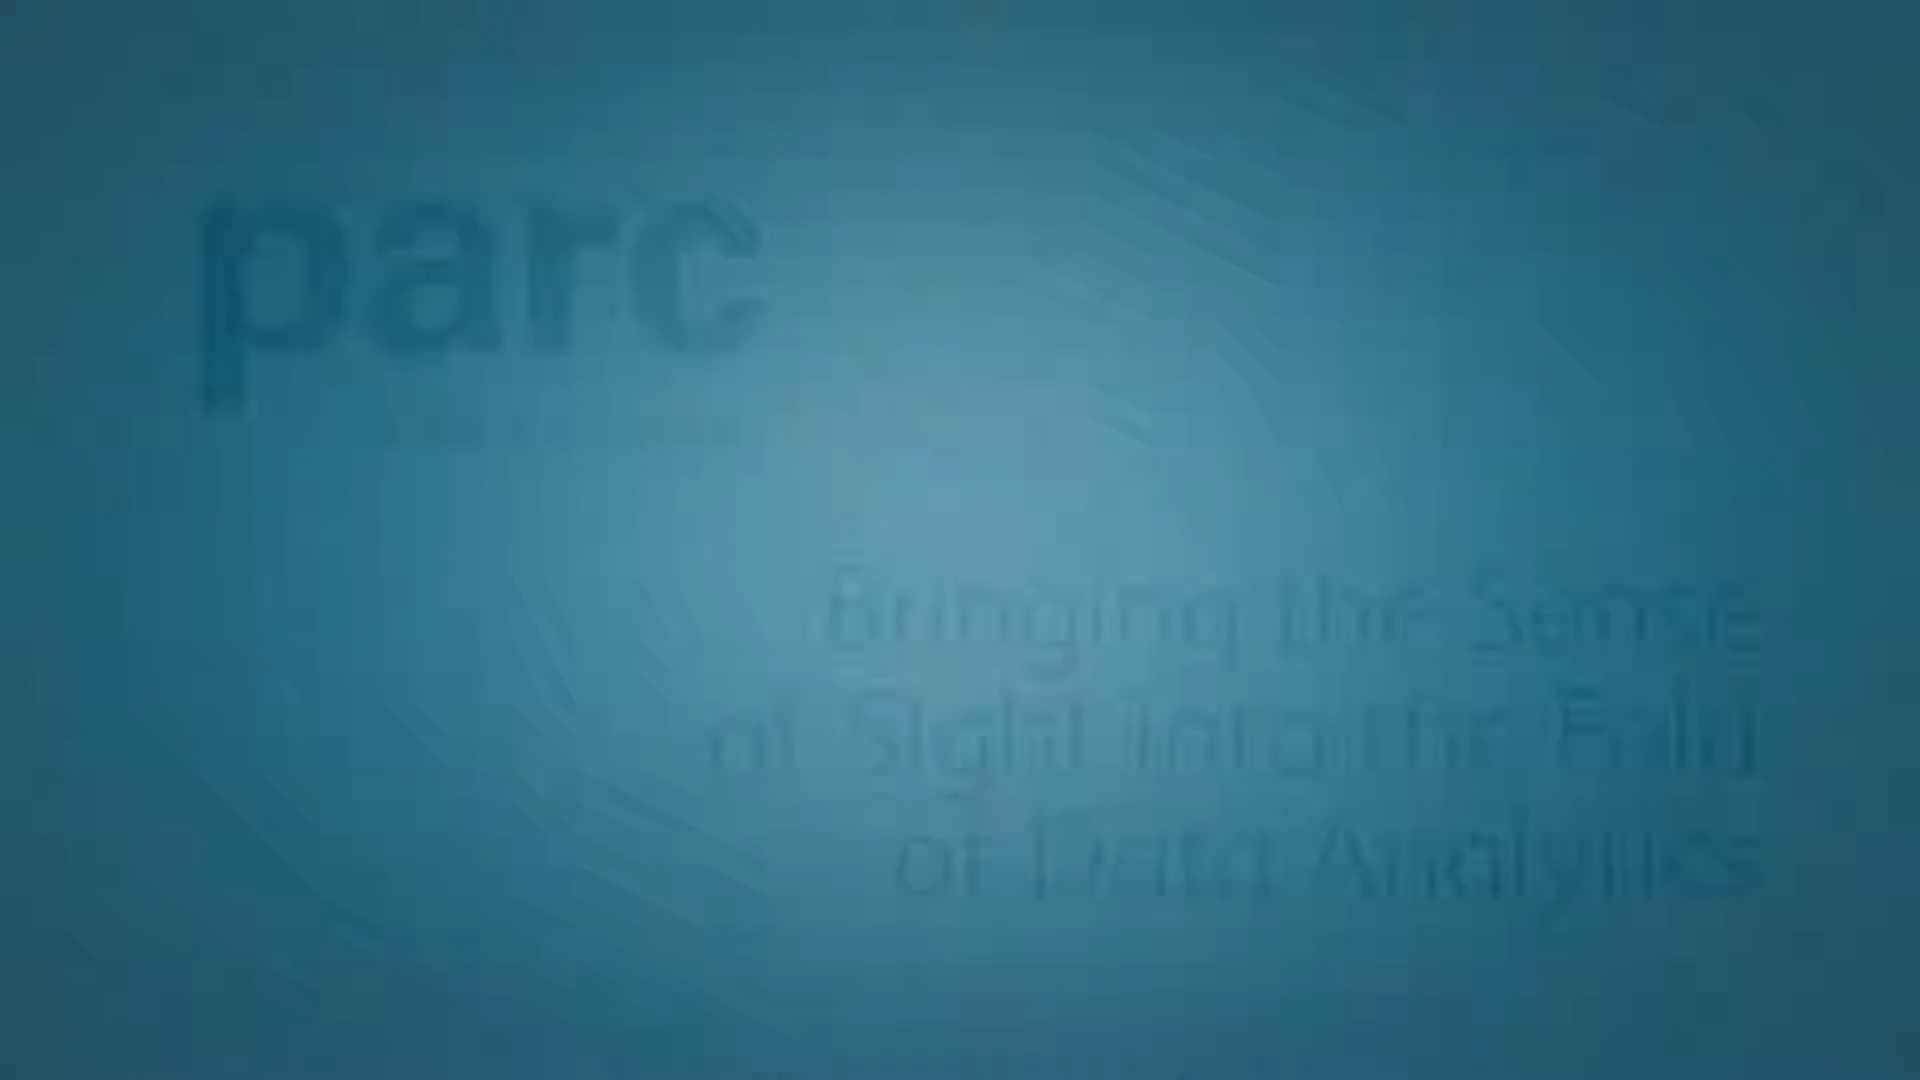 parc
Bringing the Sense
of Sight into the Field
of Data Analytics